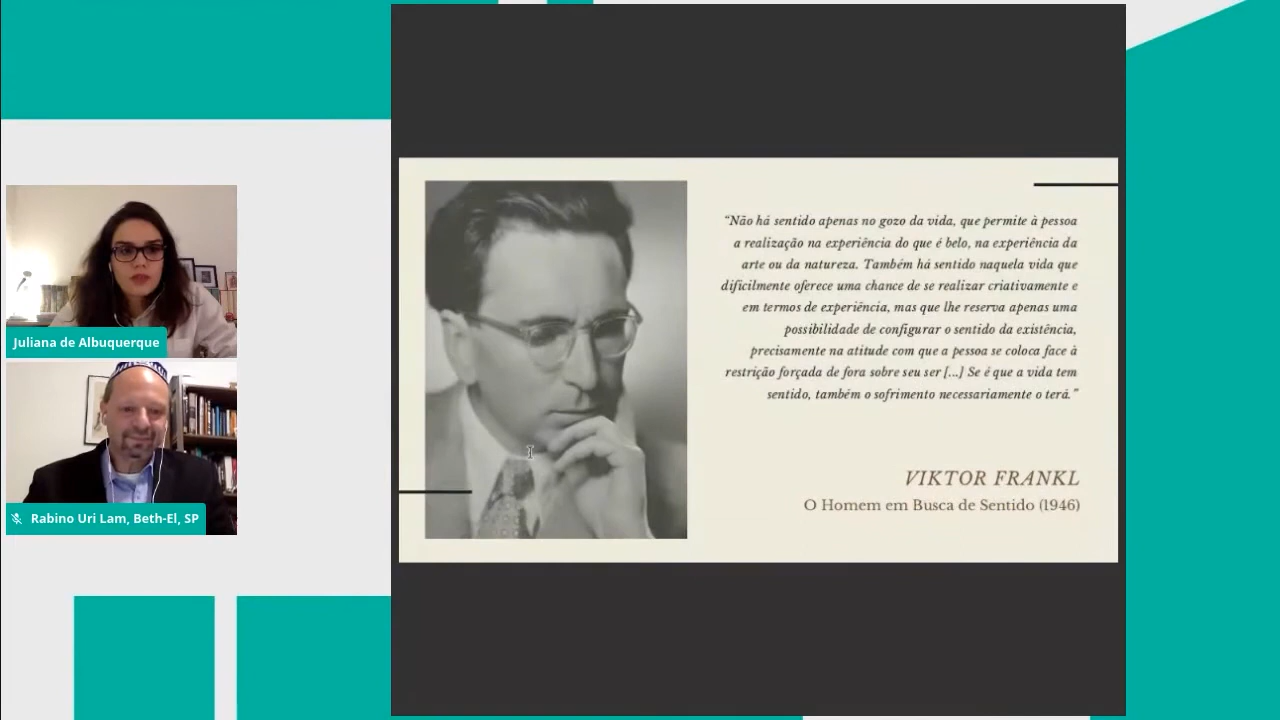 Juliana de Albuquerque
Rabino Uri Lam, Beth-El, SP
“Não há sentido apenas no gozo da vida, que permite à pessoa
a realização na experiência do que é belo, na experiência da
arte ou da natureza. Também há sentido naquela vida que
dificilmente oferece uma chance de se realizar criativamente e
em termos de experiência, mas que lhe reserva apenas uma
possibilidade de configurar o sentido da existência,
precisamente na atitude com que a pessoa se coloca face à
restrição forçada de fora sobre seu ser [...] Se é que a vida tem
sentido, também o sofrimento necessariamente o terá.”
VIKTOR FRANKL
O Homem em Busca de Sentido (1946)